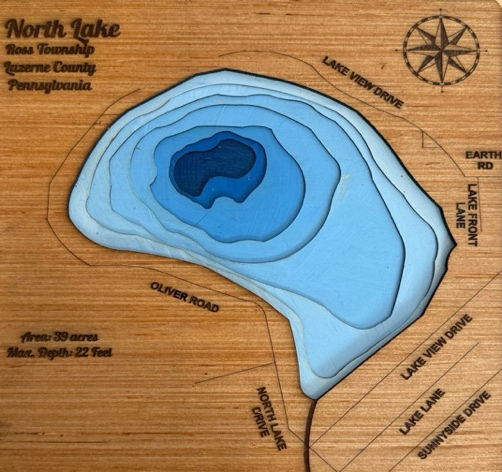 North Lake
Ross Township
Luzerne County
Pennsylvania
LAKE VIEW DRIVE
EARTH
RD
LAKE FRONT
LANE
OLIVER ROAD
Area: 39 acres
Max. Depth: 22 Feet
NORTH LAKE
DRIVE
LAKE VIEW DRIVE
LAKE LANE
SUNNYSIDE DRIVE